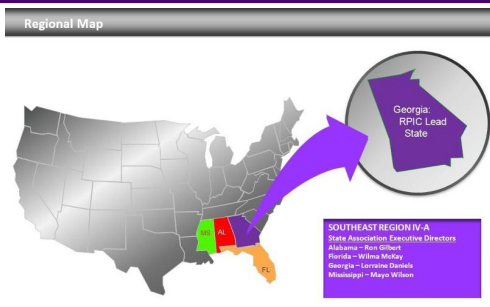 Regional Map
Georgia:
RPIC Lead
State
MS
AL
FL
SOUTHEAST REGION IV-A
State Association Executive Directors
Alabama – Ron Gilbert
Florida – Wilma McKay
Georgia – Lorraine Daniels
Mississippi – Mayo Wilson